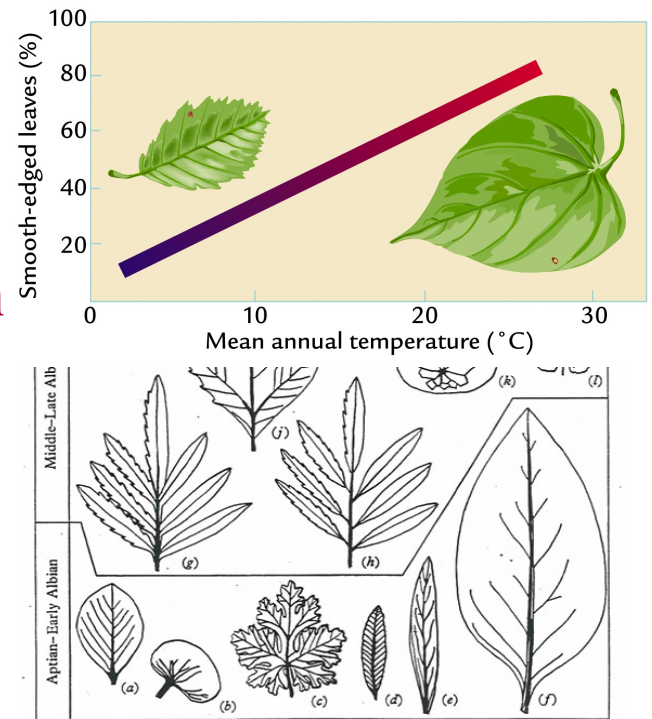 100
80
60
40
20
0
10
20
30
Smooth-edged leaves (%)
Mean annual temperature (°C)
Middle-Late Alb
(k)
(l)
(j)
(g)
(h)
Aptian-Early Albian
(a)
(b)
(c)
(d)
(e)
(f)